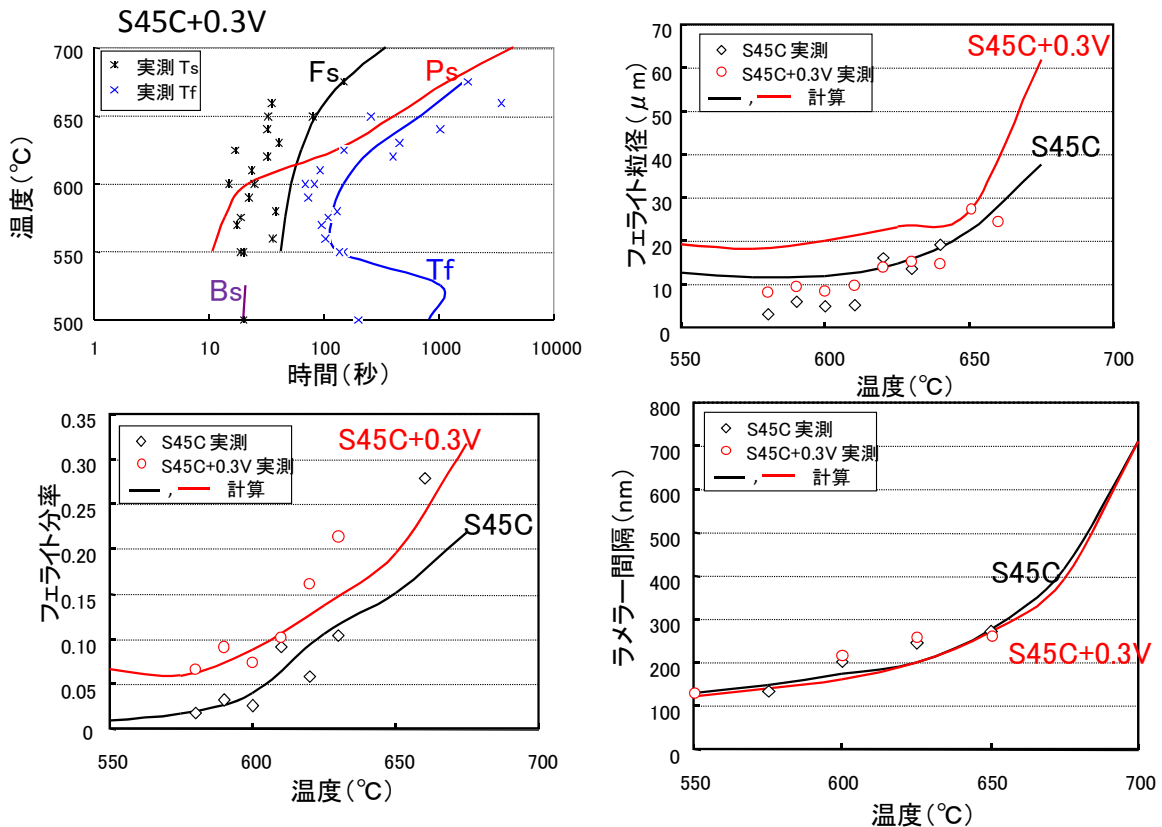 S45C+0.3V
700
650
600
550
500
温度(℃)
実測 Ts
実測 Tf
Fs
Ps
Bs
Tf
1 10 100 1000 10000
時間(秒)
70
60
50
40
30
20
10
0
フェライト粒径(μm)
S45C 実測
S45C+0.3V 実測
, 計算
S45C+0.3V
S45C
550 600 650 700
温度(℃)
0.35
0.30
0.25
0.20
0.15
0.10
0.05
0
フェライト分率
S45C 実測
S45C+0.3V 実測
, 計算
S45C+0.3V
S45C
550 600 650 700
温度(℃)
800
700
600
500
400
300
200
100
0
ラメラー間隔(nm)
S45C 実測
S45C+0.3V 実測
, 計算
S45C
S45C+0.3V
550 600 650 700
温度(℃)